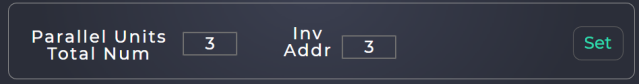 Parallel Units
Total Num
3
Inv
Addr
3
Set